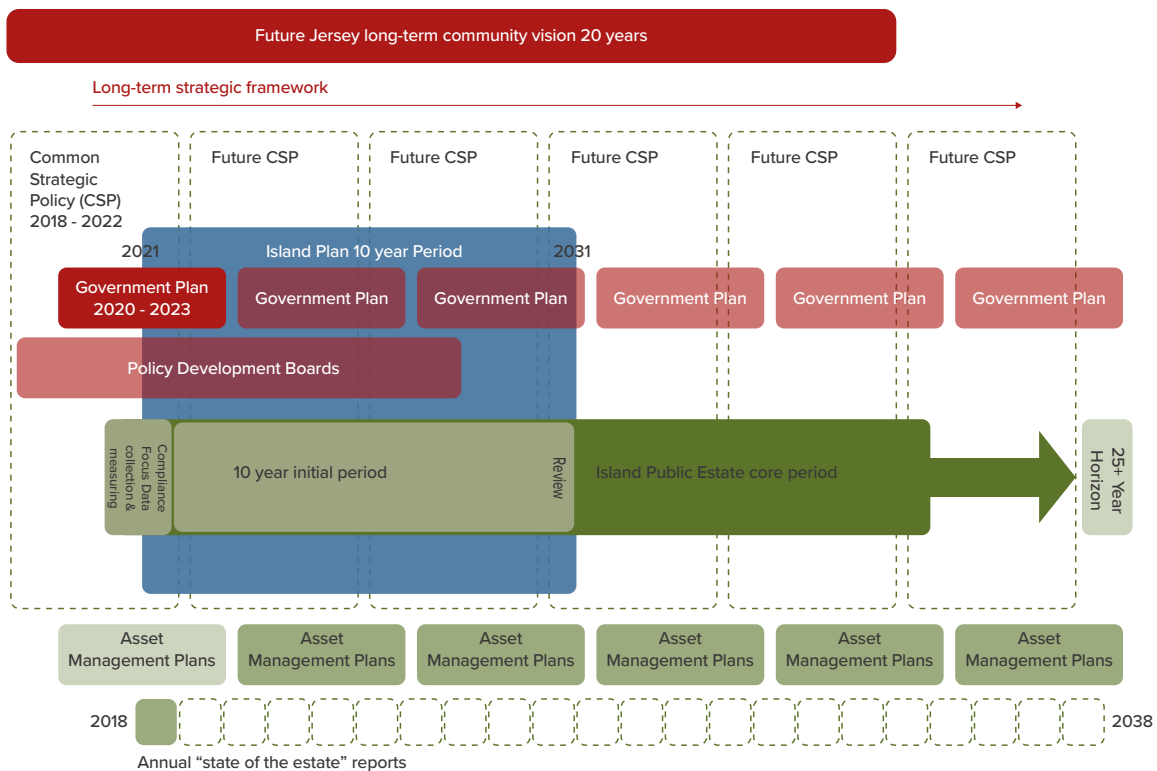 Future Jersey long-term community vision 20 years
Long-term strategic framework
Common
Strategic
Policy (CSP)
2018 - 2022
Future CSP
Future CSP
Future CSP
Future CSP
Future CSP
2021
Island Plan 10 year Period
2031
Government Plan
2020 - 2023
Government Plan
Government Plan
Government Plan
Government Plan
Government Plan
Policy Development Boards
Compliance
Focus Data
collection &
measuring
10 year initial period
Review
Island Public Estate core period
25+ Year
Horizon
Asset
Management Plans
Asset
Management Plans
Asset
Management Plans
Asset
Management Plans
Asset
Management Plans
Asset
Management Plans
2018
2038
Annual “state of the estate” reports